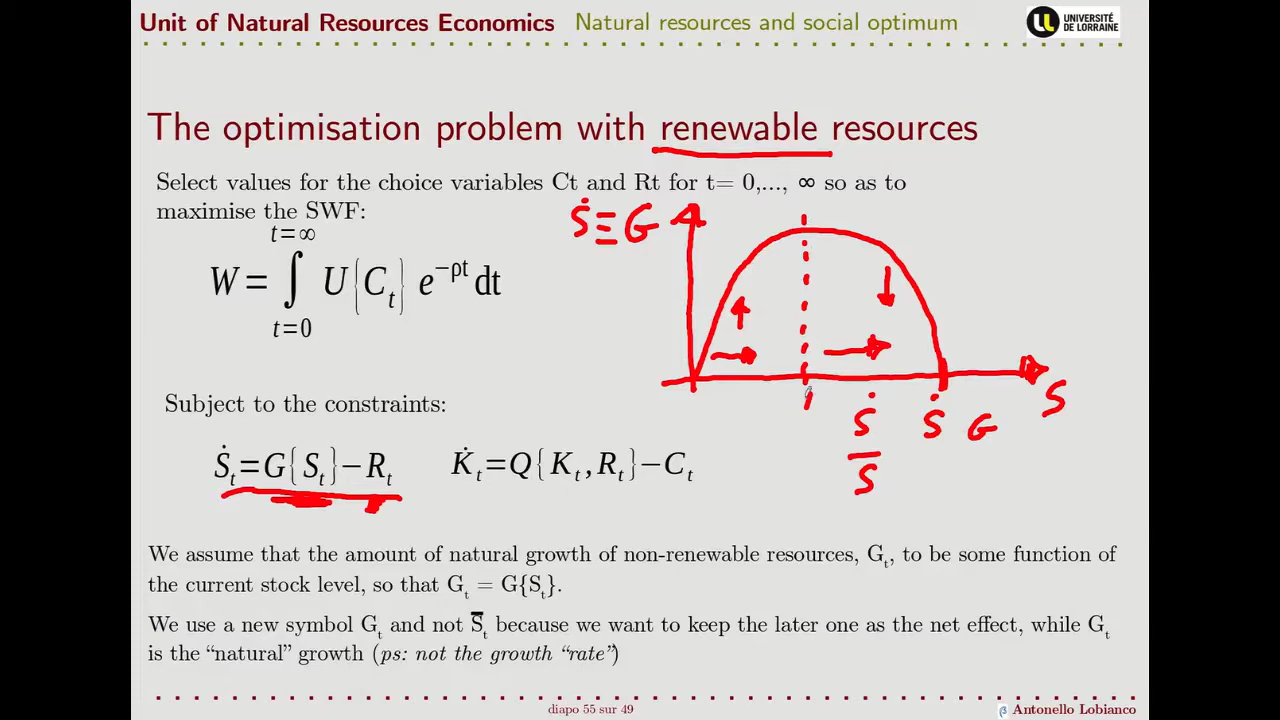 Unit of Natural Resources Economics Natural resources and social optimum
UNIVERSITÉ
DE LORRAINE
The optimisation problem with renewable resources
Select values for the choice variables Ct and Rt for t= 0,..., ∞ so as to
maximise the SWF:
Ṡ ≡ G
t=∞
W= ∫ U{C_t} e^{−ρt} dt
t=0
S
Ṡ Ṡ G
S
Subject to the constraints:
Ṡ_t=G{S_t}−R_t K̇_t=Q{K_t,R_t}−C_t
We assume that the amount of natural growth of non-renewable resources, G_t, to be some function of
the current stock level, so that G_t = G{S_t}.
We use a new symbol G_t and not S̅_t because we want to keep the later one as the net effect, while G_t
is the “natural” growth (ps: not the growth “rate”)
diapo 55 sur 49
β Antonello Lobianco